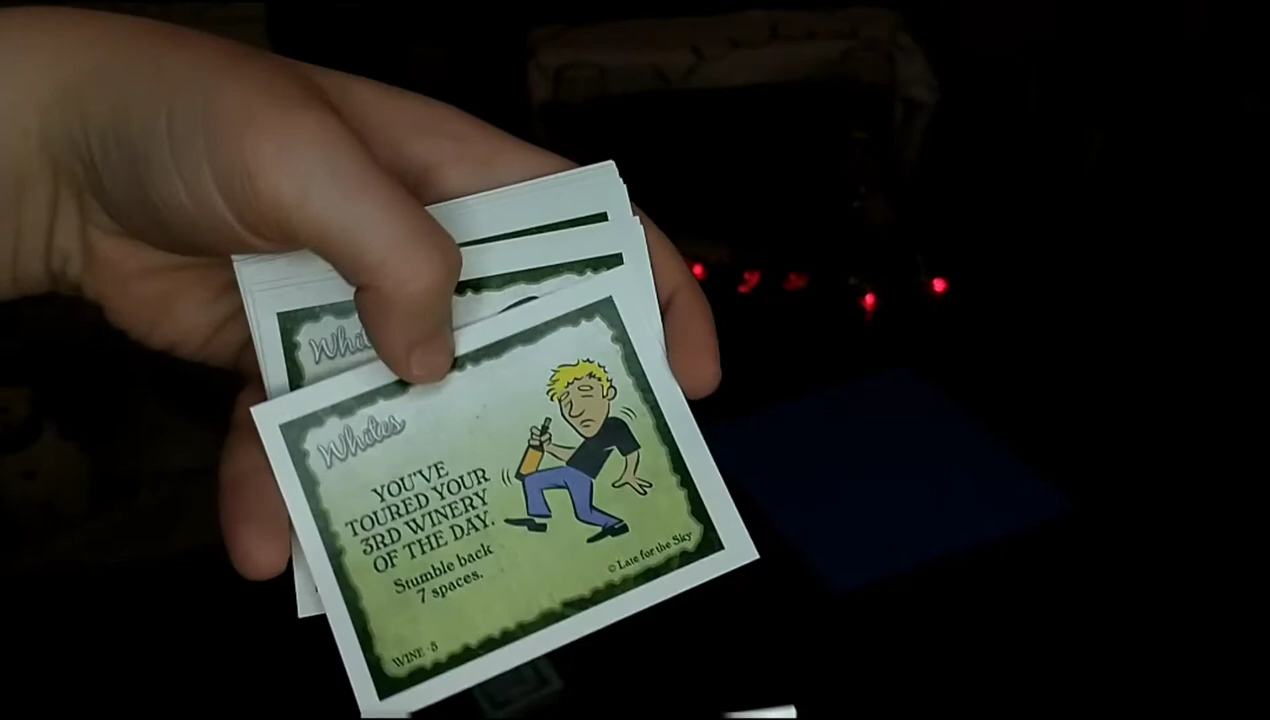 Whotes
YOU'VE
TOURED YOUR
3RD WINERY
OF THE DAY.
Stumble back
7 spaces.
© Late for the Sky
WINE · 5